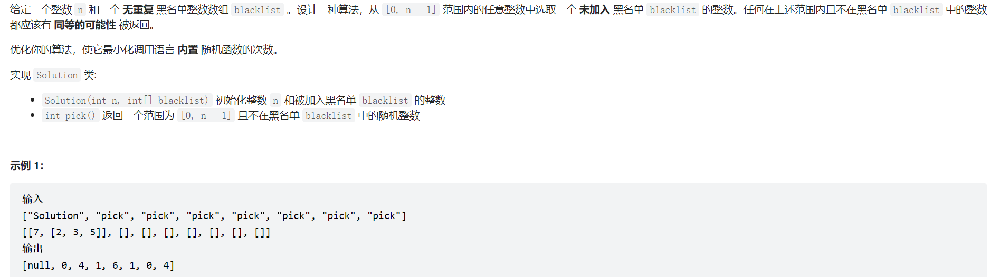 给定一个整数 n 和一个 无重复 黑名单整数数组 blacklist 。设计一种算法，从 [0, n - 1] 范围内的任意整数中选取一个 未加入 黑名单 blacklist 的整数。任何在上述范围内且不在黑名单 blacklist 中的整数
都应该有 同等的可能性 被返回。
优化你的算法，使它最小化调用语言 内置 随机函数的次数。
实现 Solution 类:
• Solution(int n, int[] blacklist) 初始化整数 n 和被加入黑名单 blacklist 的整数
• int pick() 返回一个范围为 [0, n - 1] 且不在黑名单 blacklist 中的随机整数
示例 1：
输入
["Solution", "pick", "pick", "pick", "pick", "pick", "pick", "pick"]
[[7, [2, 3, 5]], [], [], [], [], [], [], []]
输出
[null, 0, 4, 1, 6, 1, 0, 4]